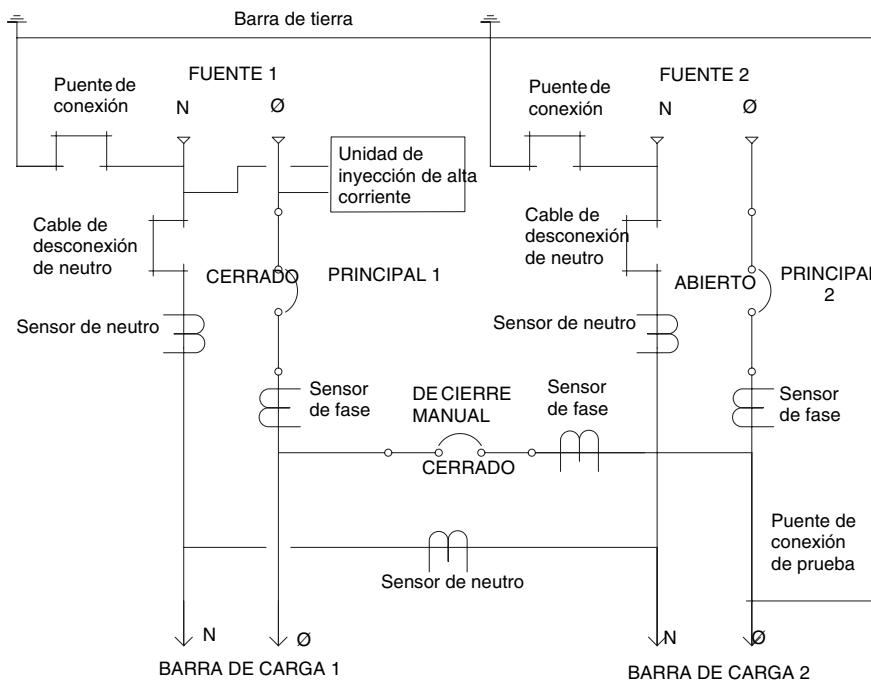 Barra de tierra
FUENTE 1
FUENTE 2
Puente de
conexión
N
Ø
Puente de
conexión
N
Ø
Unidad de
inyección de alta
corriente
Cable de
desconexión
de neutro
Cable de
desconexión
de neutro
CERRADO
PRINCIPAL 1
ABIERTO
PRINCIPAL
2
Sensor de neutro
Sensor de neutro
Sensor
de fase
DE CIERRE
MANUAL
Sensor
de fase
Sensor
de fase
CERRADO
Puente de
conexión
de prueba
Sensor de neutro
N
Ø
N
Ø
BARRA DE CARGA 1
BARRA DE CARGA 2